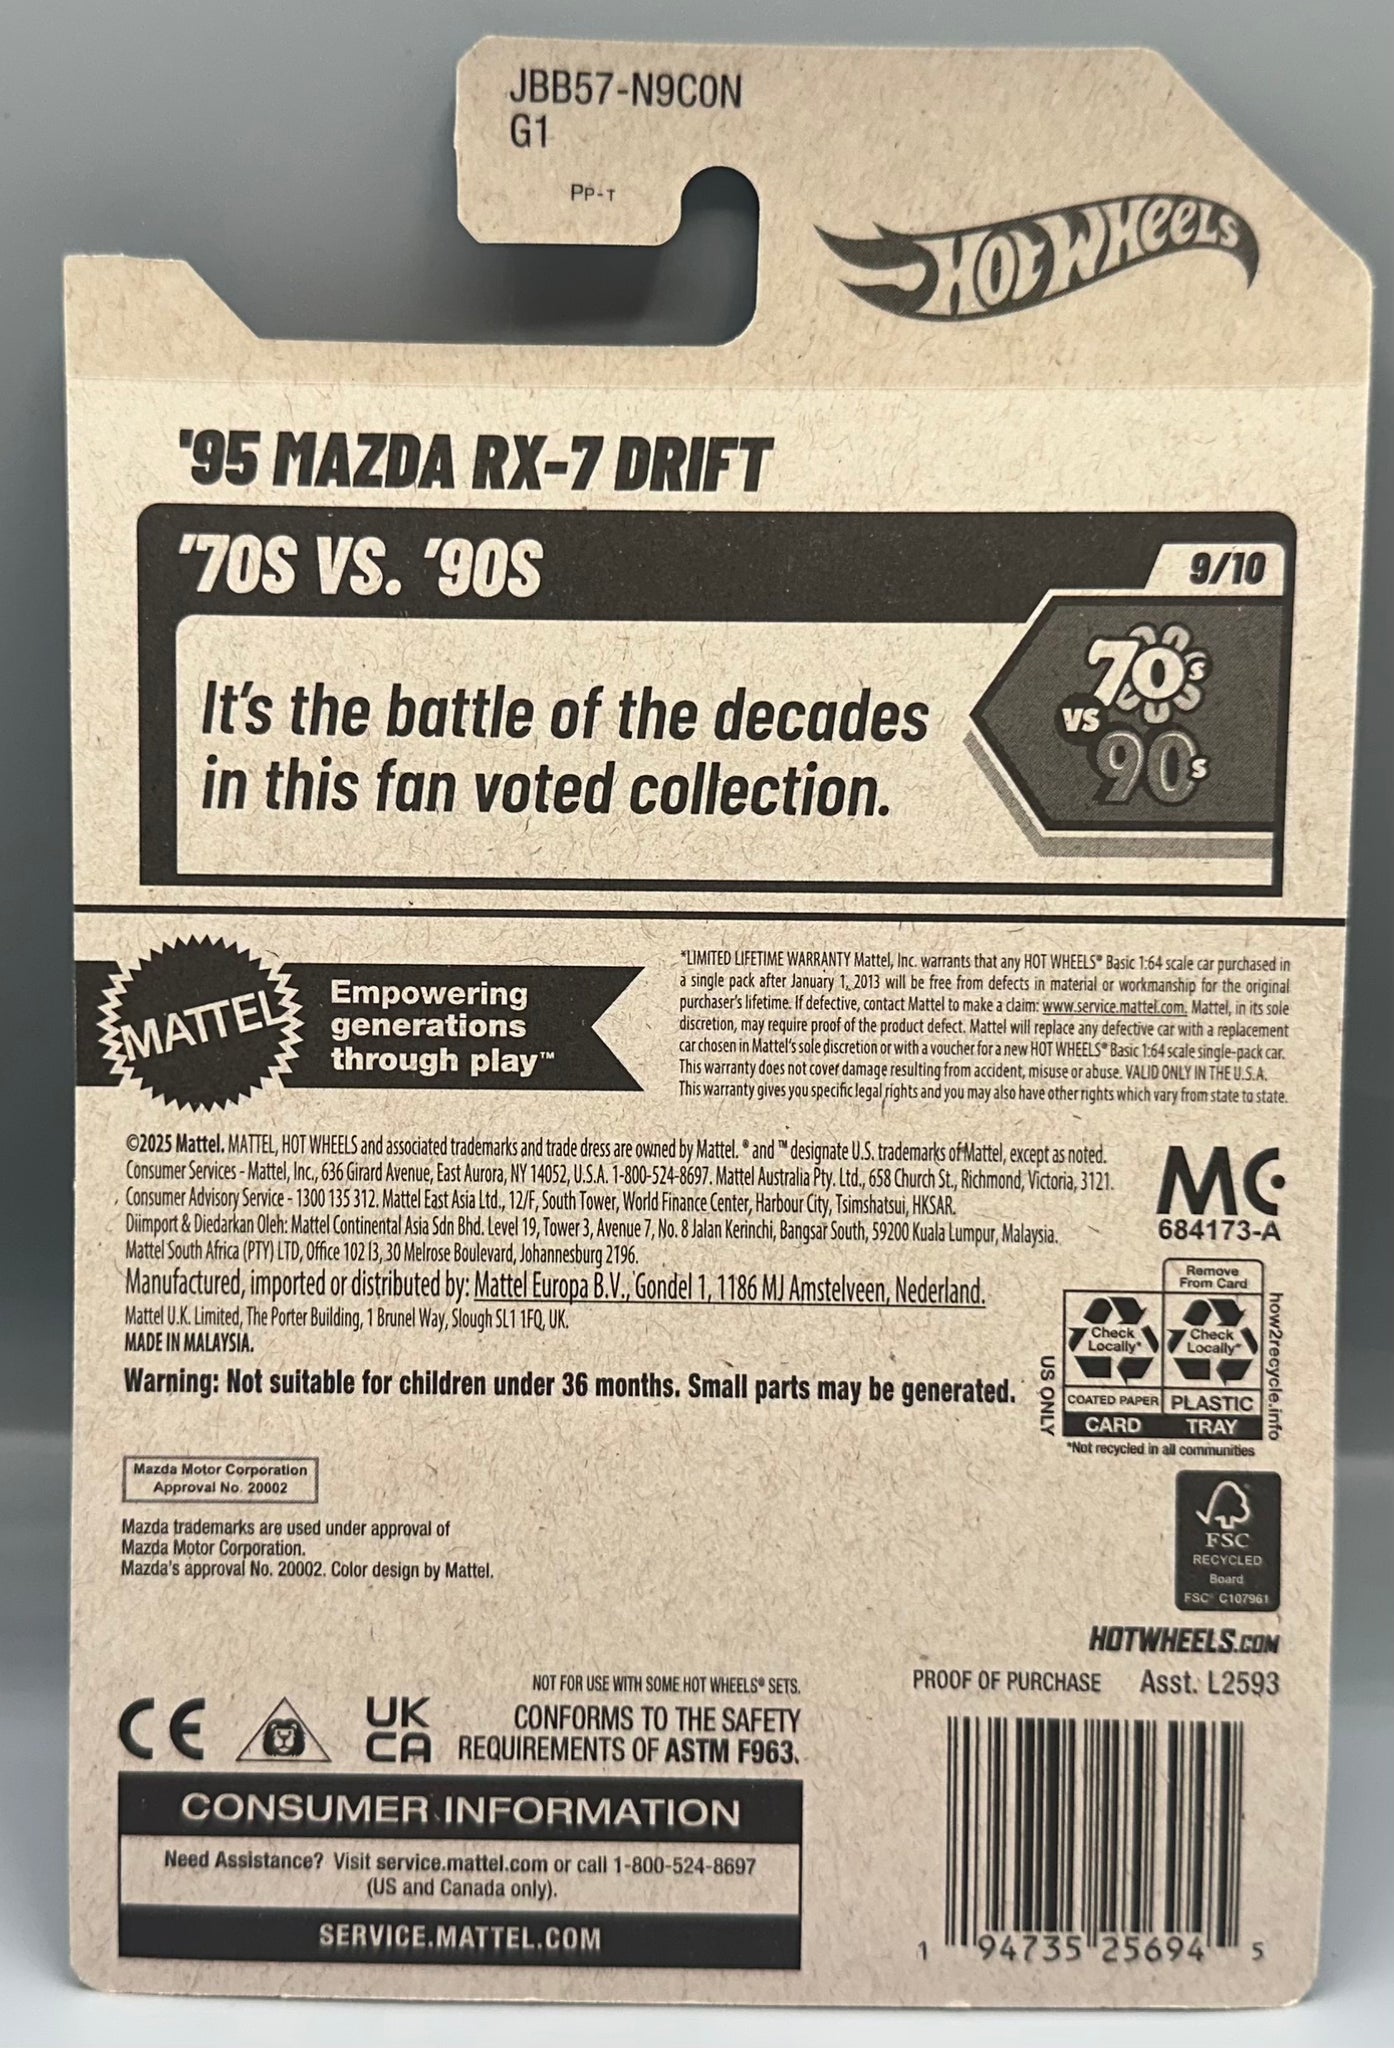 JBB57-N9C0N
G1
PP-T
HOT WHEELS
'95 MAZDA RX-7 DRIFT
'70S VS. '90S
9/10
It's the battle of the decades
in this fan voted collection.
70s
VS
90s
MATTEL
Empowering
generations
through play™
*LIMITED LIFETIME WARRANTY Mattel, Inc. warrants that any HOT WHEELS® Basic 1:64 scale car purchased in
a single pack after January 1, 2013 will be free from defects in material or workmanship for the original
purchaser's lifetime. If defective, contact Mattel to make a claim: www.service.mattel.com. Mattel, in its sole
discretion, may require proof of the product defect. Mattel will replace any defective car with a replacement
car chosen in Mattel's sole discretion or with a voucher for a new HOT WHEELS® Basic 1:64 scale single-pack car.
This warranty does not cover damage resulting from accident, misuse or abuse. VALID ONLY IN THE U.S.A.
This warranty gives you specific legal rights and you may also have other rights which vary from state to state.
©2025 Mattel. MATTEL, HOT WHEELS and associated trademarks and trade dress are owned by Mattel. ® and ™ designate U.S. trademarks of Mattel, except as noted.
Consumer Services - Mattel, Inc., 636 Girard Avenue, East Aurora, NY 14052, U.S.A. 1-800-524-8697. Mattel Australia Pty. Ltd., 658 Church St., Richmond, Victoria, 3121.
Consumer Advisory Service - 1300 135 312. Mattel East Asia Ltd., 12/F, South Tower, World Finance Center, Harbour City, Tsimshatsui, HKSAR.
Diimport & Diedarkan Oleh: Mattel Continental Asia Sdn Bhd. Level 19, Tower 3, Avenue 7, No. 8 Jalan Kerinchi, Bangsar South, 59200 Kuala Lumpur, Malaysia.
Mattel South Africa (PTY) LTD, Office 102 I3, 30 Melrose Boulevard, Johannesburg 2196.
Manufactured, imported or distributed by: Mattel Europa B.V., Gondel 1, 1186 MJ Amstelveen, Nederland.
Mattel U.K. Limited, The Porter Building, 1 Brunel Way, Slough SL1 1FQ, UK.
MADE IN MALAYSIA.
Warning: Not suitable for children under 36 months. Small parts may be generated.
MC
684173-A
Remove
From Card
Check
Locally*
Check
Locally*
COATED PAPER
PLASTIC
CARD
TRAY
US ONLY
how2recycle.info
*Not recycled in all communities
Mazda Motor Corporation
Approval No. 20002
Mazda trademarks are used under approval of
Mazda Motor Corporation.
Mazda's approval No. 20002. Color design by Mattel.
FSC
RECYCLED
Board
FSC® C107961
HOTWHEELS.COM
NOT FOR USE WITH SOME HOT WHEELS® SETS.
PROOF OF PURCHASE Asst. L2593
CE
UK
CA
CONFORMS TO THE SAFETY
REQUIREMENTS OF ASTM F963.
CONSUMER INFORMATION
Need Assistance? Visit service.mattel.com or call 1-800-524-8697
(US and Canada only).
SERVICE.MATTEL.COM
1 94735 25694 5